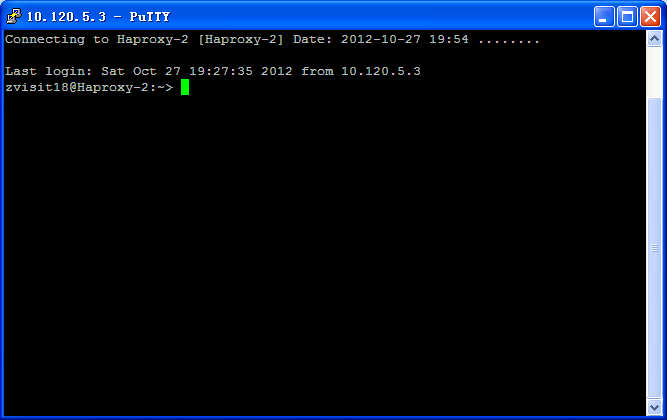 10.120.5.3 - PuTTY
Connecting to Haproxy-2 [Haproxy-2] Date: 2012-10-27 19:54 ........
Last login: Sat Oct 27 19:27:35 2012 from 10.120.5.3
zvisit18@Haproxy-2:~>